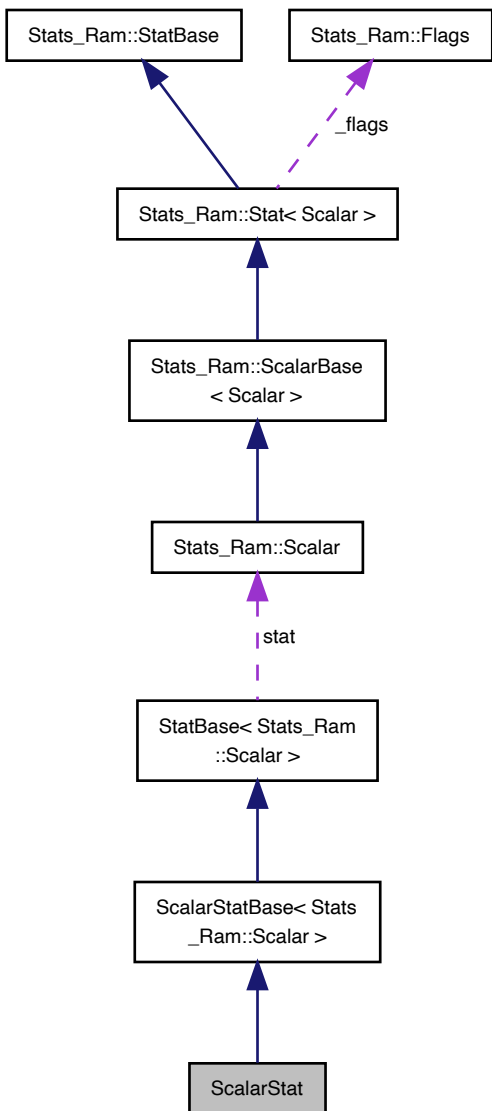 Stats_Ram::StatBase
Stats_Ram::Flags
_flags
Stats_Ram::Stat< Scalar >
Stats_Ram::ScalarBase
< Scalar >
Stats_Ram::Scalar
stat
StatBase< Stats_Ram
::Scalar >
ScalarStatBase< Stats
_Ram::Scalar >
ScalarStat